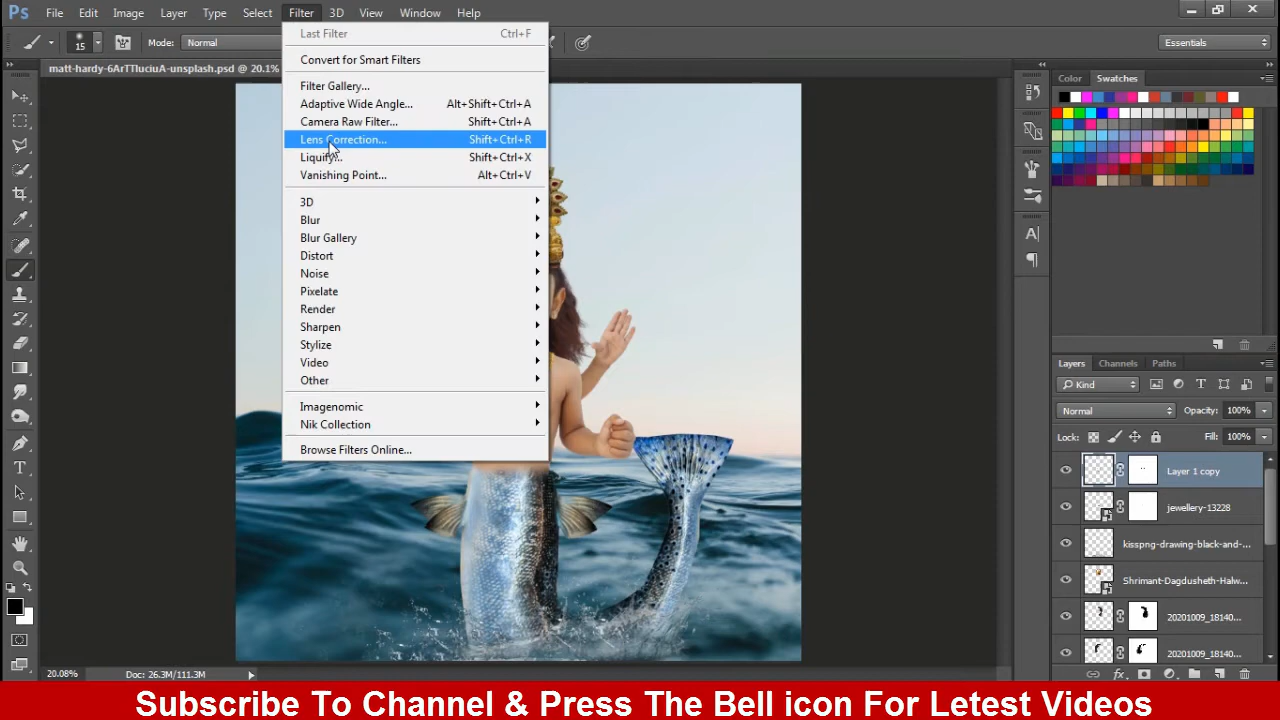 Ps File Edit Image Layer Type Select Filter 3D View Window Help
15 Mode: Normal Essentials
matt-hardy-6ArTTluciuA-unsplash.psd @ 20.1%
Last Filter Ctrl+F
Convert for Smart Filters
Filter Gallery...
Adaptive Wide Angle... Alt+Shift+Ctrl+A
Camera Raw Filter... Shift+Ctrl+A
Lens Correction... Shift+Ctrl+R
Liquify... Shift+Ctrl+X
Vanishing Point... Alt+Ctrl+V
3D
Blur
Blur Gallery
Distort
Noise
Pixelate
Render
Sharpen
Stylize
Video
Other
Imagenomic
Nik Collection
Browse Filters Online...
Color Swatches
Layers Channels Paths
Kind
Normal Opacity: 100%
Lock: Fill: 100%
Layer 1 copy
jewellery-13228
kisspng-drawing-black-and-...
Shrimant-Dagdusheth-Halw...
20201009_18140...
20201009_18140...
20.08% Doc: 26.3M/111.3M
Subscribe To Channel & Press The Bell icon For Letest Videos